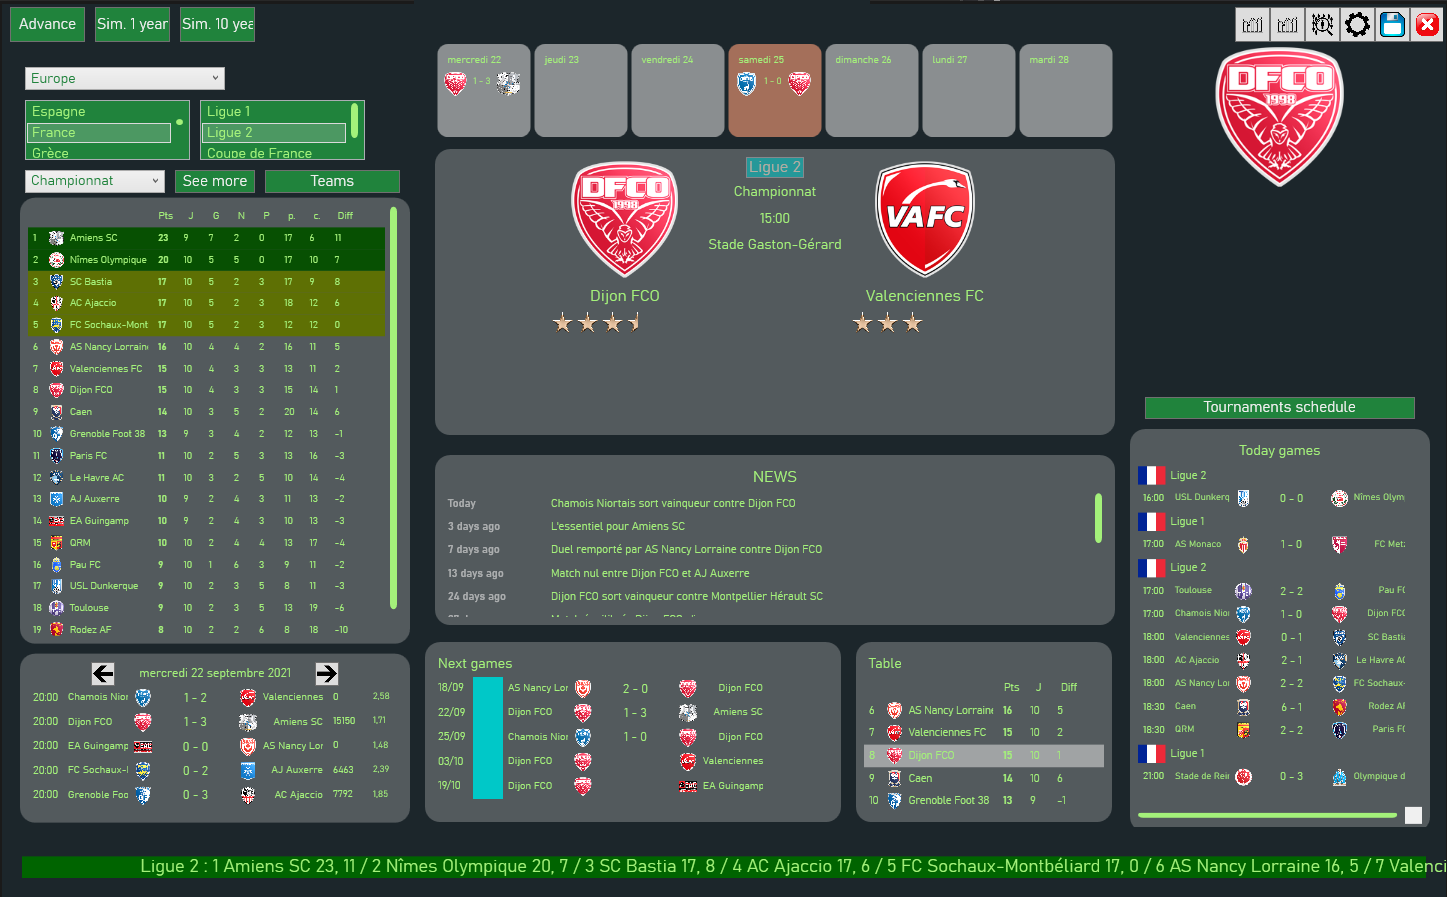 Advance Sim. 1 year Sim. 10 yea
Europe
Espagne
France
Grèce
Ligue 1
Ligue 2
Coupe de France
Championnat See more Teams
Pts J G N P p. c. Diff
1 Amiens SC 23 9 7 2 0 17 6 11
2 Nîmes Olympique 20 10 5 5 0 17 10 7
3 SC Bastia 17 10 5 2 3 17 9 8
4 AC Ajaccio 17 10 5 2 3 18 12 6
5 FC Sochaux-Mont 17 10 5 2 3 12 12 0
6 AS Nancy Lorrain 16 10 4 4 2 16 11 5
7 Valenciennes FC 15 10 4 3 3 13 11 2
8 Dijon FCO 15 10 4 3 3 15 14 1
9 Caen 14 10 3 5 2 20 14 6
10 Grenoble Foot 38 13 9 3 4 2 12 13 -1
11 Paris FC 11 10 2 5 3 13 16 -3
12 Le Havre AC 11 10 3 2 5 10 14 -4
13 AJ Auxerre 10 9 2 4 3 11 13 -2
14 EA Guingamp 10 9 2 4 3 10 13 -3
15 QRM 10 10 2 4 4 13 17 -4
16 Pau FC 9 10 1 6 3 9 11 -2
17 USL Dunkerque 9 10 2 3 5 8 11 -3
18 Toulouse 9 10 2 3 5 13 19 -6
19 Rodez AF 8 10 2 2 6 8 18 -10
mercredi 22 septembre 2021
20:00 Chamois Nior 1 - 2 Valenciennes 0 2,58
20:00 Dijon FCO 1 - 3 Amiens SC 15150 1,71
20:00 EA Guingamp 0 - 0 AS Nancy Lor 0 1,48
20:00 FC Sochaux-I 0 - 2 AJ Auxerre 6463 2,39
20:00 Grenoble Foo 0 - 3 AC Ajaccio 7792 1,85
mercredi 22
1 - 3
jeudi 23
vendredi 24
samedi 25
1 - 0
dimanche 26
lundi 27
mardi 28
DFCO
1998
Ligue 2
Championnat
15:00
Stade Gaston-Gérard
VAFC
Dijon FCO
Valenciennes FC
NEWS
Today Chamois Niortais sort vainqueur contre Dijon FCO
3 days ago L'essentiel pour Amiens SC
7 days ago Duel remporté par AS Nancy Lorraine contre Dijon FCO
13 days ago Match nul entre Dijon FCO et AJ Auxerre
24 days ago Dijon FCO sort vainqueur contre Montpellier Hérault SC
Next games
18/09 AS Nancy Lor 2 - 0 Dijon FCO
22/09 Dijon FCO 1 - 3 Amiens SC
25/09 Chamois Nior 1 - 0 Dijon FCO
03/10 Dijon FCO Valenciennes
19/10 Dijon FCO EA Guingamp
Table
Pts J Diff
6 AS Nancy Lorraine 16 10 5
7 Valenciennes FC 15 10 2
8 Dijon FCO 15 10 1
9 Caen 14 10 6
10 Grenoble Foot 38 13 9 -1
DFCO
1998
Tournaments schedule
Today games
Ligue 2
16:00 USL Dunkerq 0 - 0 Nîmes Olym
Ligue 1
17:00 AS Monaco 1 - 0 FC Metz
Ligue 2
17:00 Toulouse 2 - 2 Pau FC
17:00 Chamois Nior 1 - 0 Dijon FCO
18:00 Valenciennes 0 - 1 SC Bastia
18:00 AC Ajaccio 2 - 1 Le Havre AC
18:00 AS Nancy Lor 2 - 2 FC Sochaux-
18:30 Caen 6 - 1 Rodez AF
18:30 QRM 2 - 2 Paris FC
Ligue 1
21:00 Stade de Rei 0 - 3 Olympique d
Ligue 2 : 1 Amiens SC 23, 11 / 2 Nîmes Olympique 20, 7 / 3 SC Bastia 17, 8 / 4 AC Ajaccio 17, 6 / 5 FC Sochaux-Montbéliard 17, 0 / 6 AS Nancy Lorraine 16, 5 / 7 Valenci